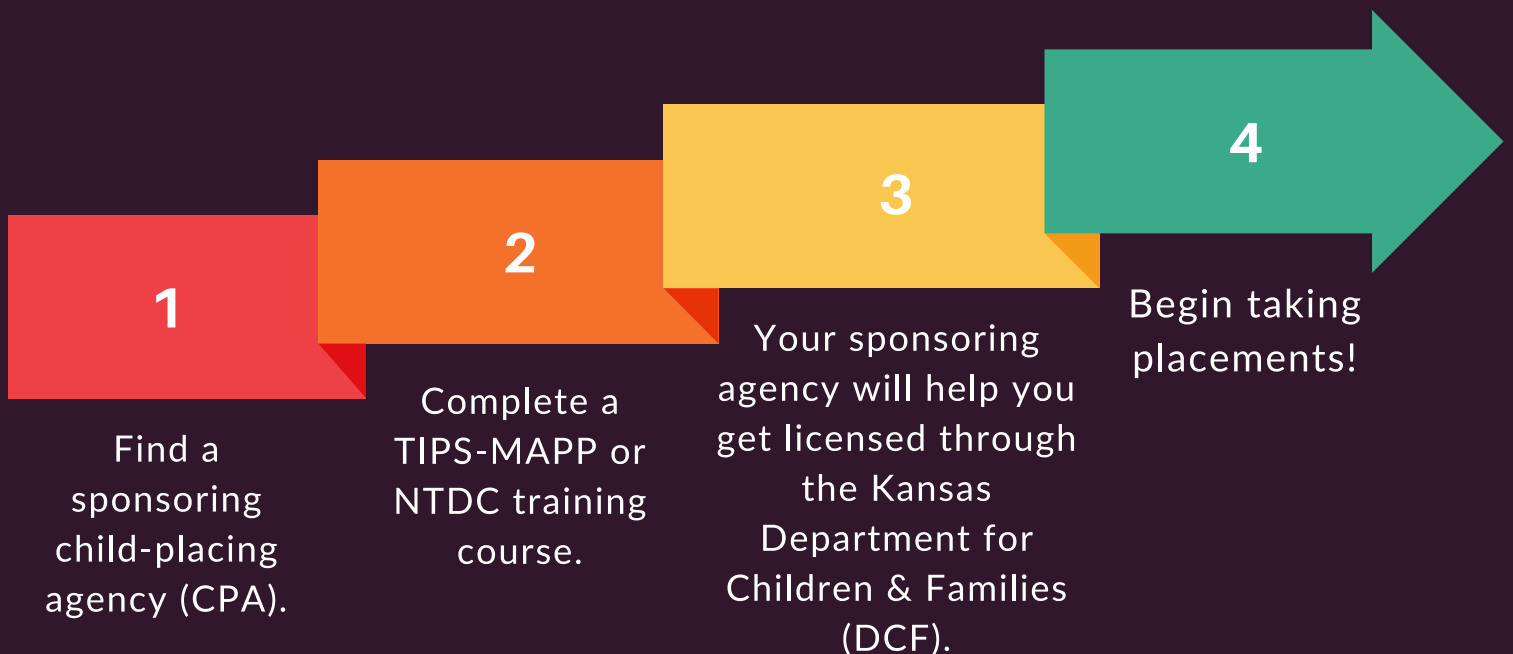 1
Find a
sponsoring
child-placing
agency (CPA).
2
Complete a
TIPS-MAPP or
NTDC training
course.
3
Your sponsoring
agency will help you
get licensed through
the Kansas
Department for
Children & Families
(DCF).
4
Begin taking
placements!